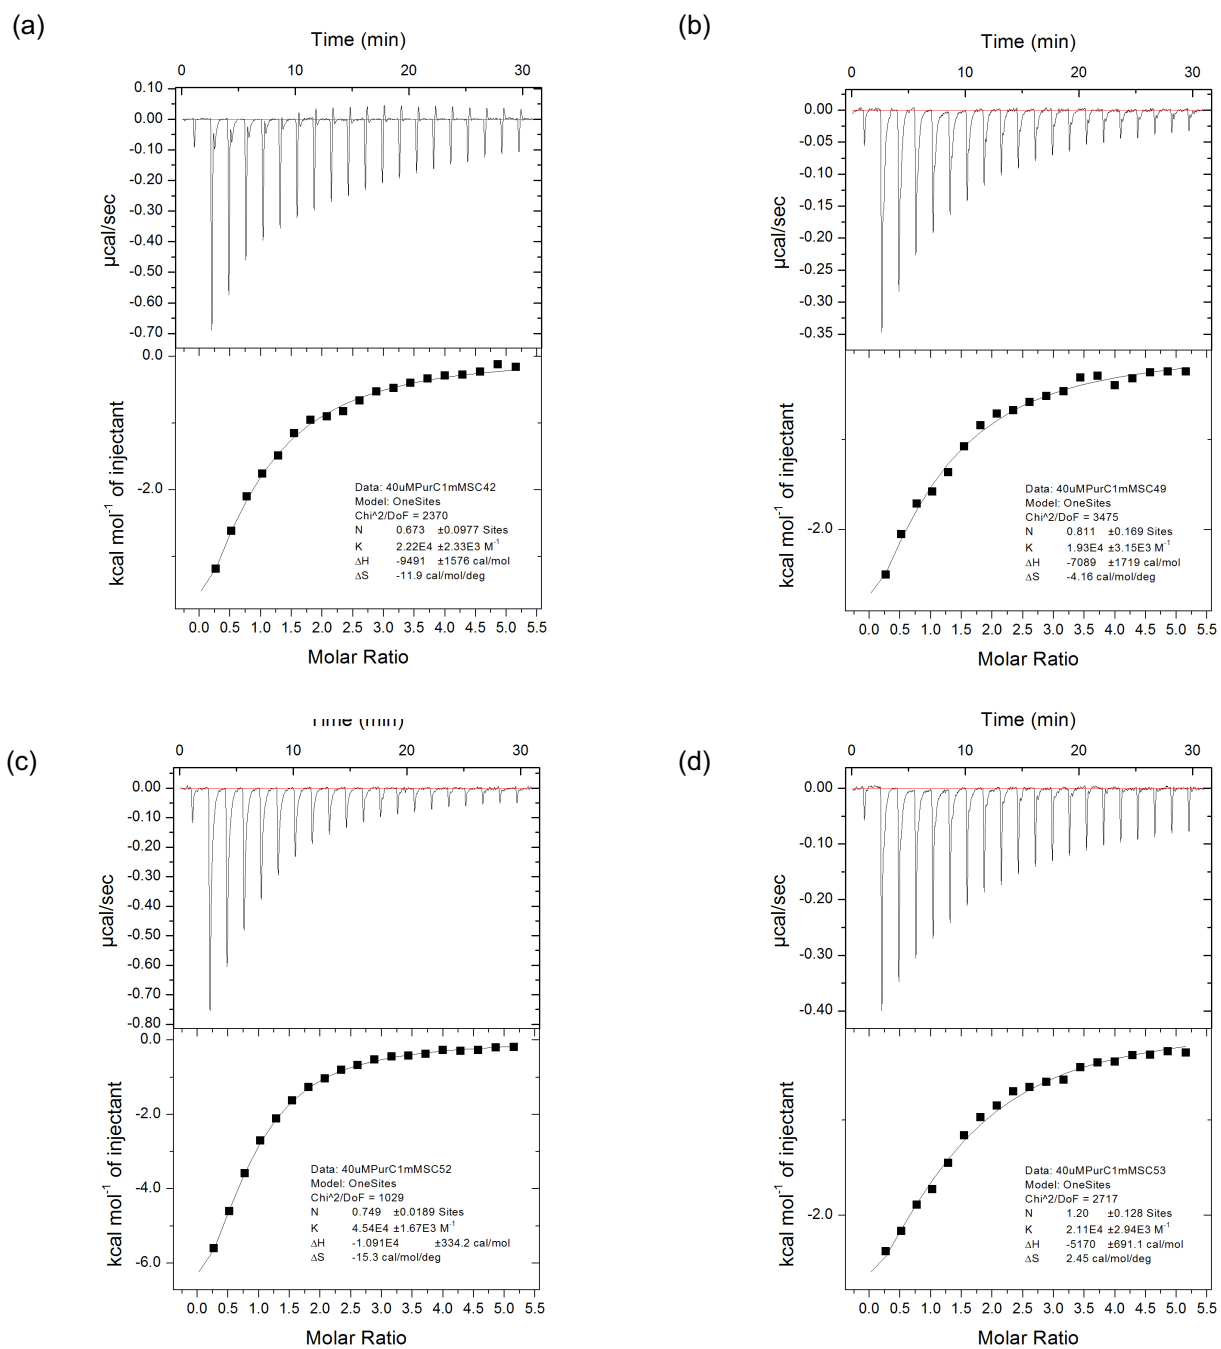 (a)
Time (min)
0 10 20 30
0.10
0.00
-0.10
-0.20
-0.30
-0.40
-0.50
-0.60
-0.70
µcal/sec
0.0
-2.0
kcal mol⁻¹ of injectant
Data: 40uMPurC1mMSC42
Model: OneSites
Chi^2/DoF = 2370
N 0.673 ±0.0977 Sites
K 2.22E4 ±2.33E3 M⁻¹
ΔH -9491 ±1576 cal/mol
ΔS -11.9 cal/mol/deg
0.0 0.5 1.0 1.5 2.0 2.5 3.0 3.5 4.0 4.5 5.0 5.5
Molar Ratio
(b)
Time (min)
0 10 20 30
0.00
-0.05
-0.10
-0.15
-0.20
-0.25
-0.30
-0.35
µcal/sec
-2.0
kcal mol⁻¹ of injectant
Data: 40uMPurC1mMSC49
Model: OneSites
Chi^2/DoF = 3475
N 0.811 ±0.169 Sites
K 1.93E4 ±3.15E3 M⁻¹
ΔH -7089 ±1719 cal/mol
ΔS -4.16 cal/mol/deg
0.0 0.5 1.0 1.5 2.0 2.5 3.0 3.5 4.0 4.5 5.0 5.5
Molar Ratio
(c)
Time (min)
0 10 20 30
0.00
-0.10
-0.20
-0.30
-0.40
-0.50
-0.60
-0.70
-0.80
µcal/sec
0.0
-2.0
-4.0
-6.0
kcal mol⁻¹ of injectant
Data: 40uMPurC1mMSC52
Model: OneSites
Chi^2/DoF = 1029
N 0.749 ±0.0189 Sites
K 4.54E4 ±1.67E3 M⁻¹
ΔH -1.091E4 ±334.2 cal/mol
ΔS -15.3 cal/mol/deg
0.0 0.5 1.0 1.5 2.0 2.5 3.0 3.5 4.0 4.5 5.0 5.5
Molar Ratio
(d)
Time (min)
0 10 20 30
0.00
-0.10
-0.20
-0.30
-0.40
µcal/sec
-2.0
kcal mol⁻¹ of injectant
Data: 40uMPurC1mMSC53
Model: OneSites
Chi^2/DoF = 2717
N 1.20 ±0.128 Sites
K 2.11E4 ±2.94E3 M⁻¹
ΔH -5170 ±691.1 cal/mol
ΔS 2.45 cal/mol/deg
0.0 0.5 1.0 1.5 2.0 2.5 3.0 3.5 4.0 4.5 5.0 5.5
Molar Ratio